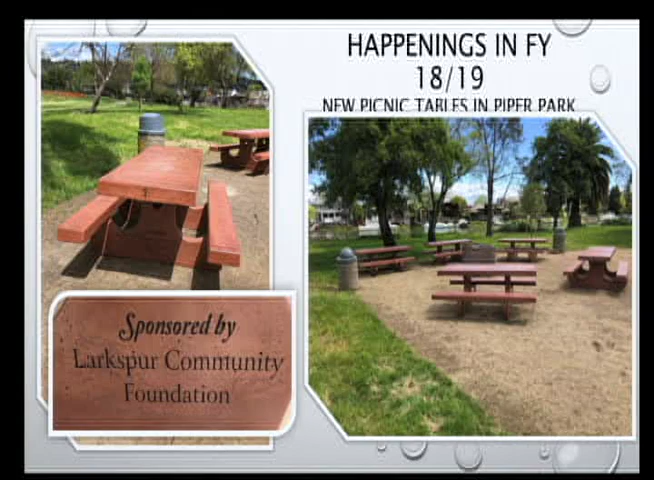 HAPPENINGS IN FY
18/19
NEW PICNIC TABLES IN PIPER PARK
Sponsored by
Larkspur Community
Foundation